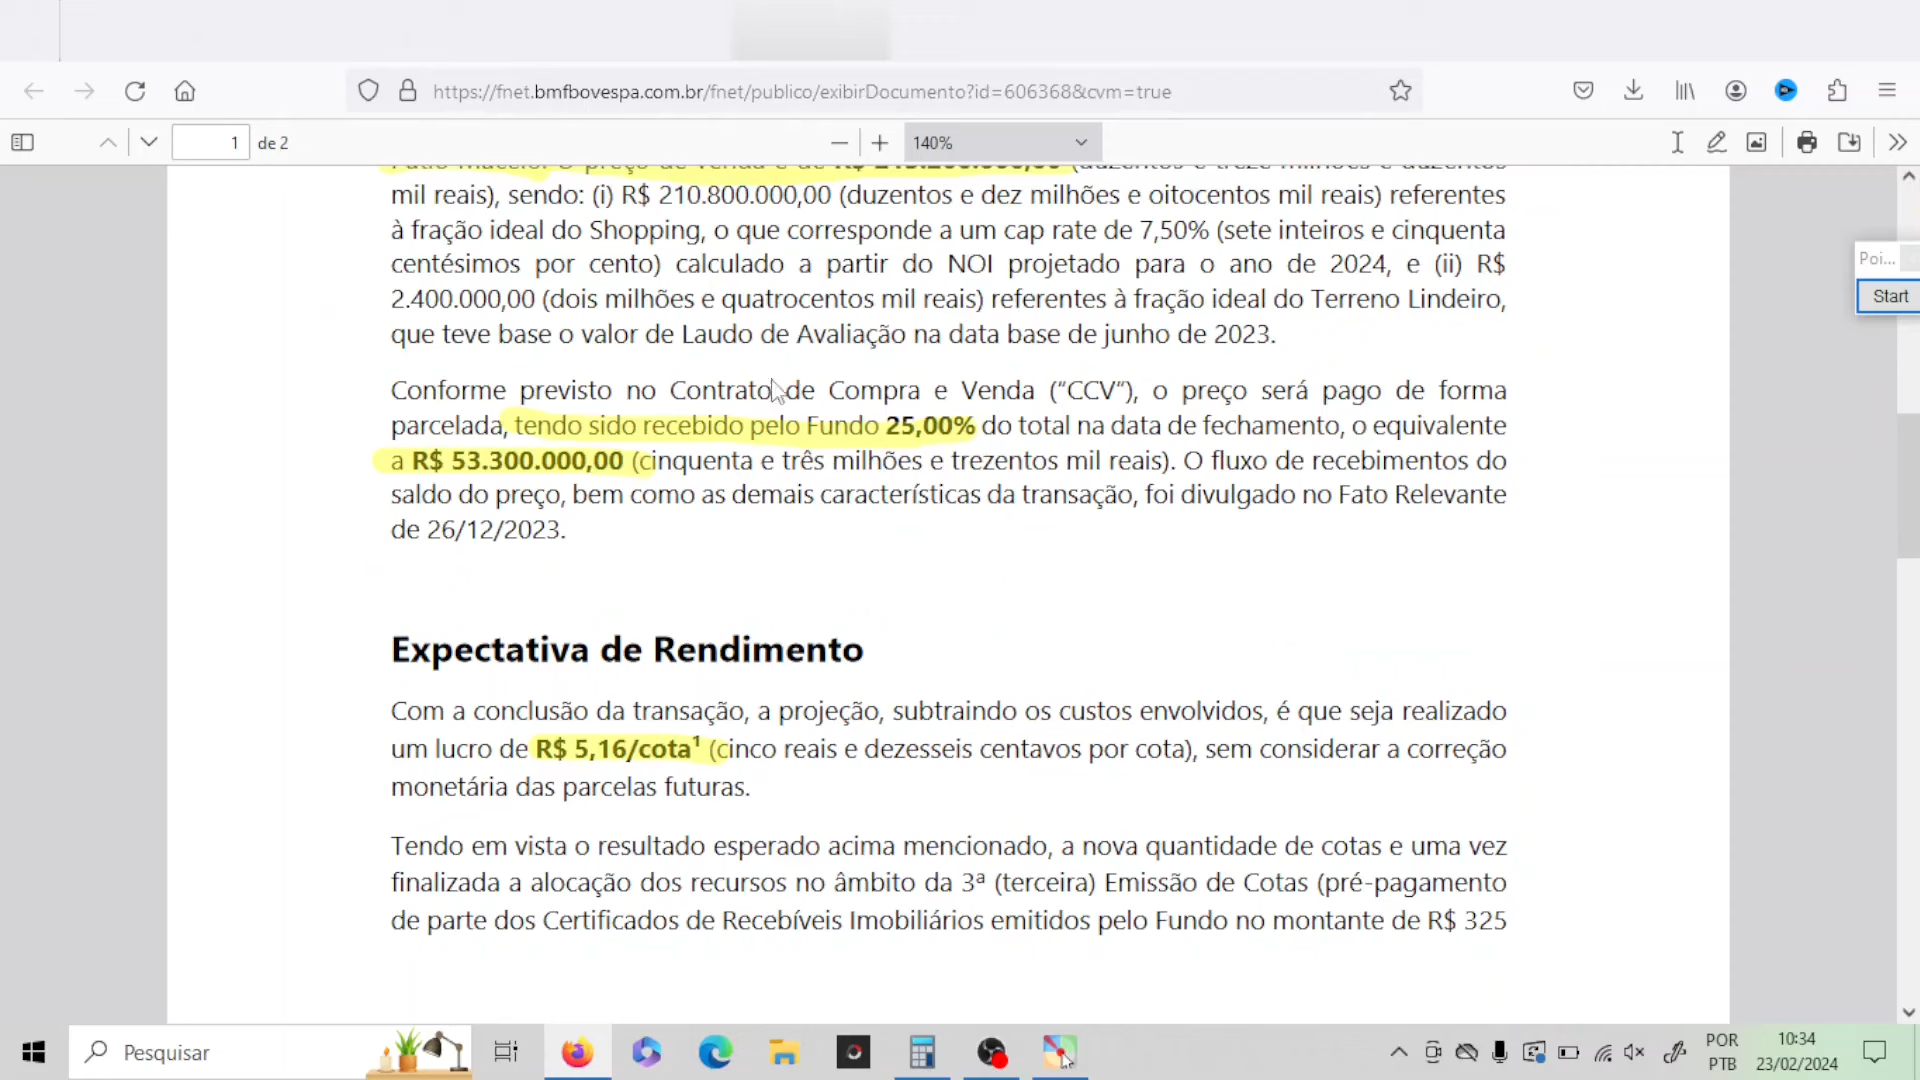 https://fnet.bmfbovespa.com.br/fnet/publico/exibirDocumento?id=606368&cvm=true
1 de 2
140%
Poi...
Start
mil reais), sendo: (i) R$ 210.800.000,00 (duzentos e dez milhões e oitocentos mil reais) referentes
à fração ideal do Shopping, o que corresponde a um cap rate de 7,50% (sete inteiros e cinquenta
centésimos por cento) calculado a partir do NOI projetado para o ano de 2024, e (ii) R$
2.400.000,00 (dois milhões e quatrocentos mil reais) referentes à fração ideal do Terreno Lindeiro,
que teve base o valor de Laudo de Avaliação na data base de junho de 2023.
Conforme previsto no Contrato de Compra e Venda (“CCV”), o preço será pago de forma
parcelada, tendo sido recebido pelo Fundo 25,00% do total na data de fechamento, o equivalente
a R$ 53.300.000,00 (cinquenta e três milhões e trezentos mil reais). O fluxo de recebimentos do
saldo do preço, bem como as demais características da transação, foi divulgado no Fato Relevante
de 26/12/2023.
Expectativa de Rendimento
Com a conclusão da transação, a projeção, subtraindo os custos envolvidos, é que seja realizado
um lucro de R$ 5,16/cota¹ (cinco reais e dezesseis centavos por cota), sem considerar a correção
monetária das parcelas futuras.
Tendo em vista o resultado esperado acima mencionado, a nova quantidade de cotas e uma vez
finalizada a alocação dos recursos no âmbito da 3ª (terceira) Emissão de Cotas (pré-pagamento
de parte dos Certificados de Recebíveis Imobiliários emitidos pelo Fundo no montante de R$ 325
Pesquisar
POR
PTB
10:34
23/02/2024